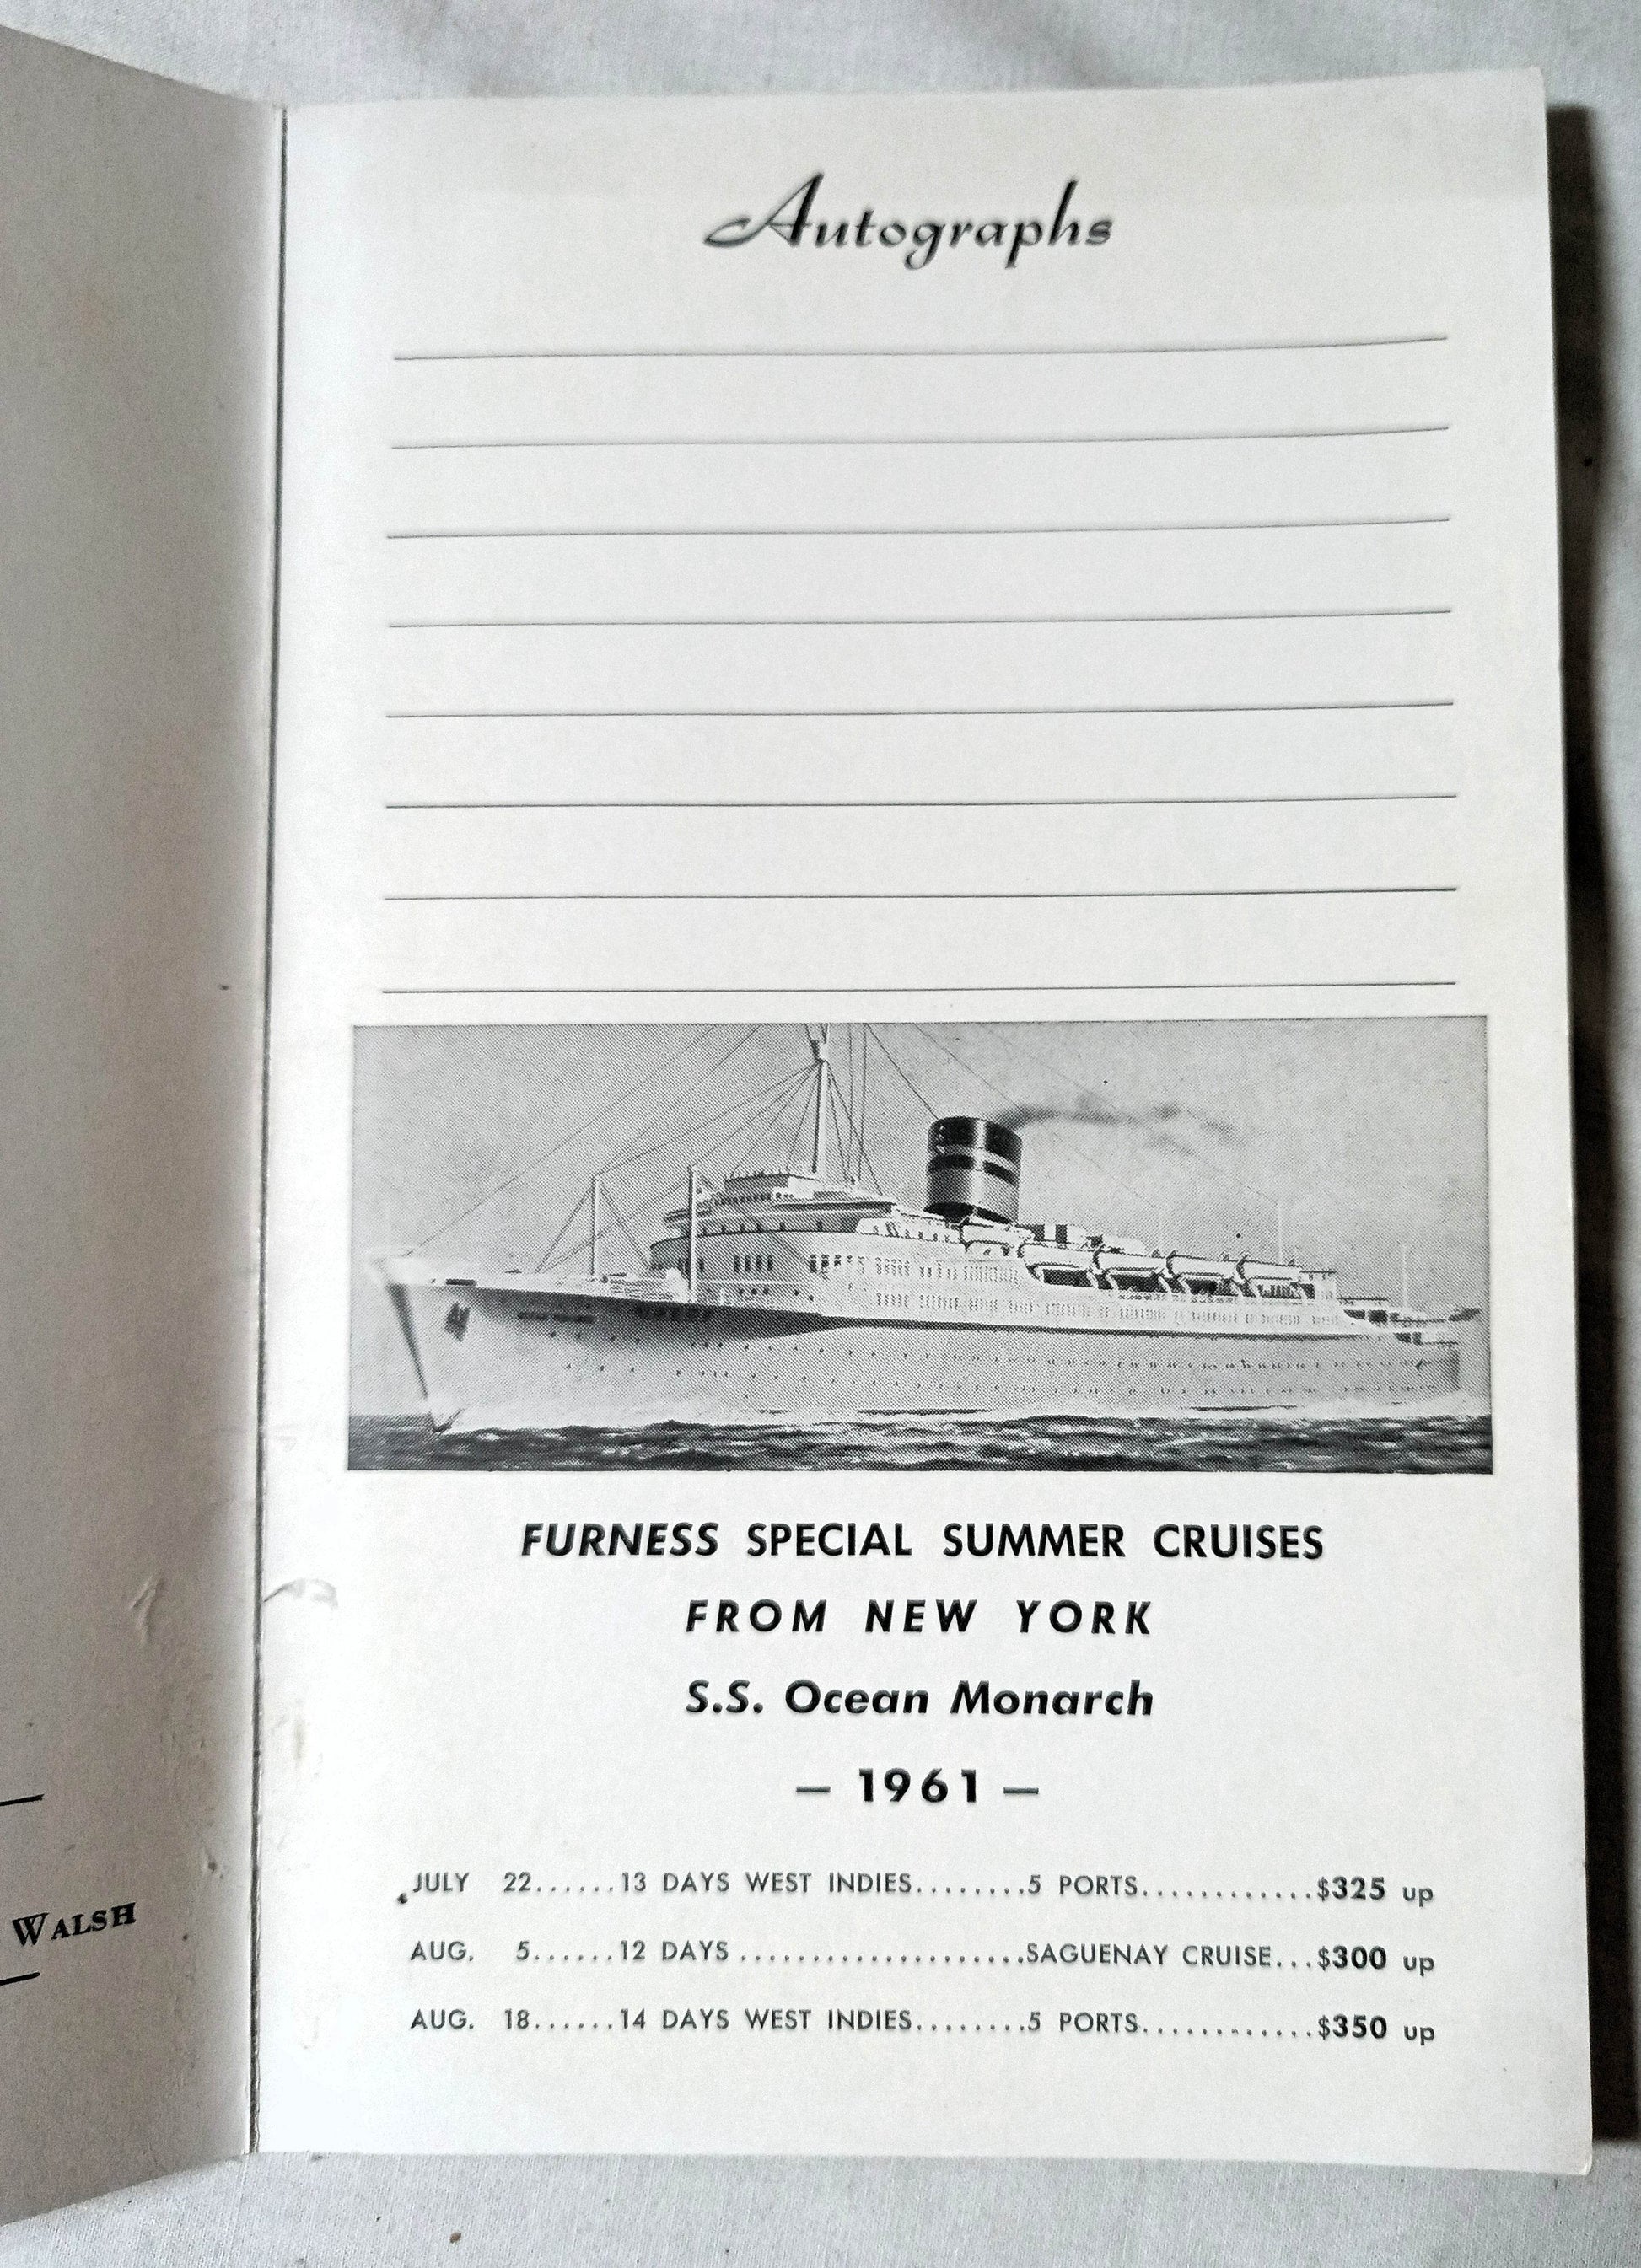 Autographs
FURNESS SPECIAL SUMMER CRUISES
FROM NEW YORK
S.S. Ocean Monarch
— 1961 —
JULY 22......13 DAYS WEST INDIES........5 PORTS............$325 up
AUG. 5......12 DAYS .....................SAGUENAY CRUISE...$300 up
AUG. 18......14 DAYS WEST INDIES........5 PORTS............$350 up
WALSH